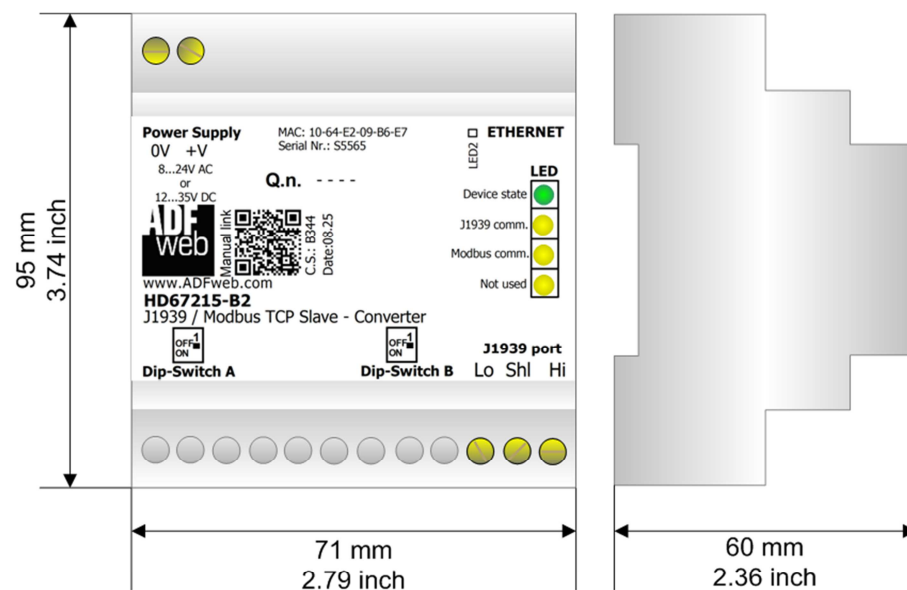 95 mm
3.74 inch
Power Supply
0V +V
8...24V AC
or
12...35V DC
MAC: 10-64-E2-09-B6-E7
Serial Nr.: S5565
Q.n. - - - -
ETHERNET
LED2
LED
Device state
J1939 comm.
Modbus comm.
Not used
ADF
web
Manual link
C.S.: B344
Date:08.25
www.ADFweb.com
HD67215-B2
J1939 / Modbus TCP Slave - Converter
OFF 1
ON
Dip-Switch A
OFF 1
ON
Dip-Switch B
J1939 port
Lo Shl Hi
71 mm
2.79 inch
60 mm
2.36 inch